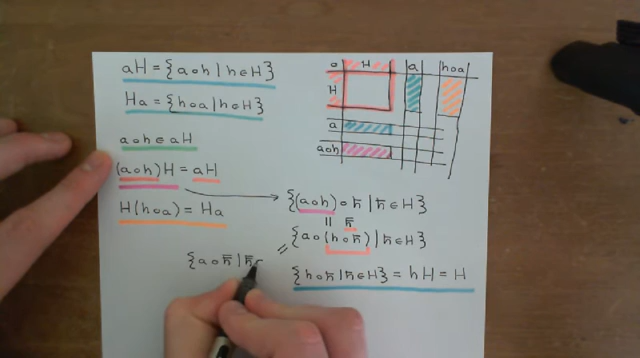 aH = {a∘h | h∈H}
Ha = {h∘a | h∈H}
a∘h ∈ aH
(a∘h)H = aH
H(h∘a) = Ha
∘ H a h∘a
H
a
a∘h
{(a∘h)∘h̄ | h̄∈H}
= h̄̄
{a∘(h∘h̄) | h̄∈H}
=
{a∘h̄̄ | h̄̄
{h∘h̄ | h̄∈H} = hH = H